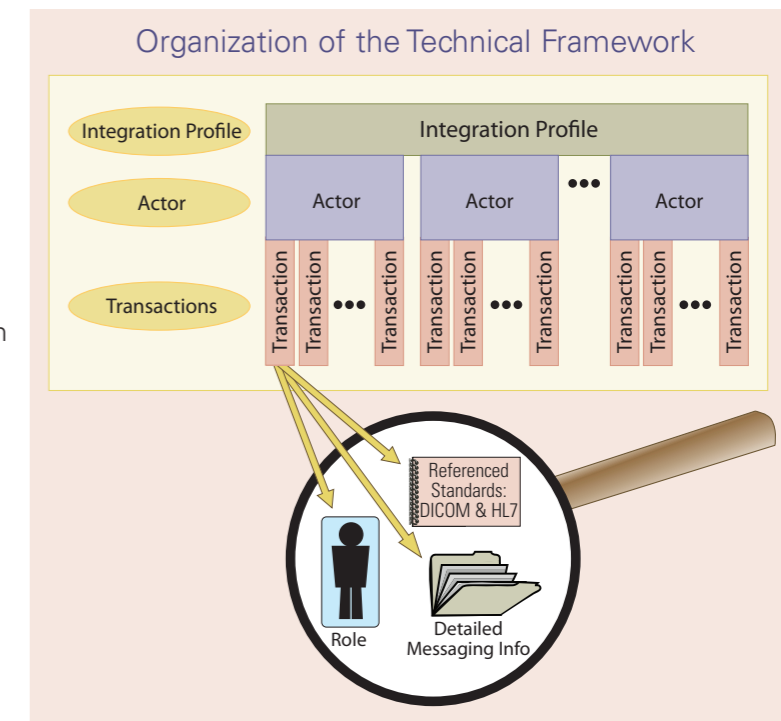 Organization of the Technical Framework
Integration Profile
Integration Profile
Actor
Actor
Actor
Actor
Transactions
Transaction
Transaction
Transaction
Transaction
Transaction
Transaction
Transaction
Transaction
Transaction
n
Referenced
Standards:
DICOM & HL7
Role
Detailed
Messaging Info